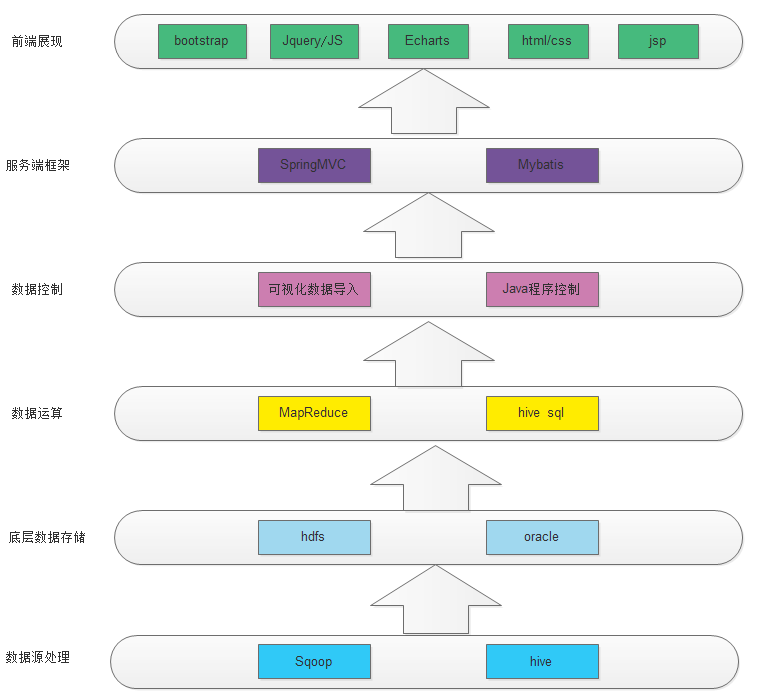 前端展现
bootstrap Jquery/JS Echarts html/css jsp
服务端框架
SpringMVC Mybatis
数据控制
可视化数据导入 Java程序控制
数据运算
MapReduce hive sql
底层数据存储
hdfs oracle
数据源处理
Sqoop hive